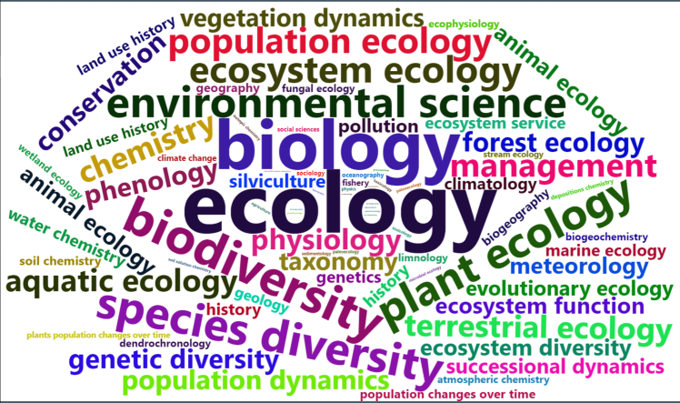 vegetation dynamics
ecophysiology
land use history
population ecology
animal ecology
conservation
ecosystem ecology
geography
fungal ecology
environmental science
land use history
chemistry
social sciences
pollution
ecosystem service
biology
forest ecology
wetland ecology
climate change
stream ecology
management
phenology
sociology
oceanography
silviculture
fishery
physics
climatology
animal ecology
ecology
depositions chemistry
biogeography
plant ecology
water chemistry
biodiversity
physiology
biogeochemistry
marine ecology
soil chemistry
taxonomy
limnology
meteorology
aquatic ecology
genetics
history
microbial ecology
evolutionary ecology
geology
history
species diversity
ecosystem function
terrestrial ecology
plants population changes over time
dendrochronology
ecosystem diversity
genetic diversity
successional dynamics
population dynamics
atmospheric chemistry
population changes over time